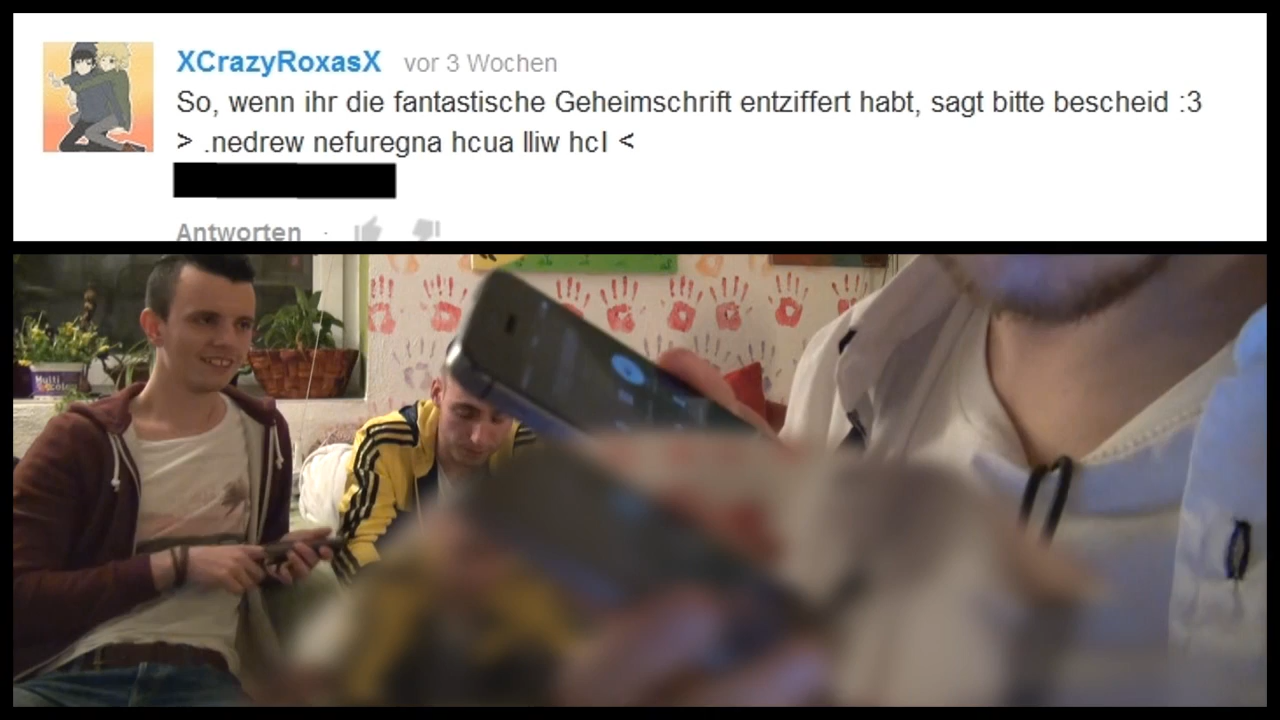 XCrazyRoxasX vor 3 Wochen
So, wenn ihr die fantastische Geheimschrift entziffert habt, sagt bitte bescheid :3
> .nedrew nefuregna hcua lliw hcI <
Antworten ·
Multi